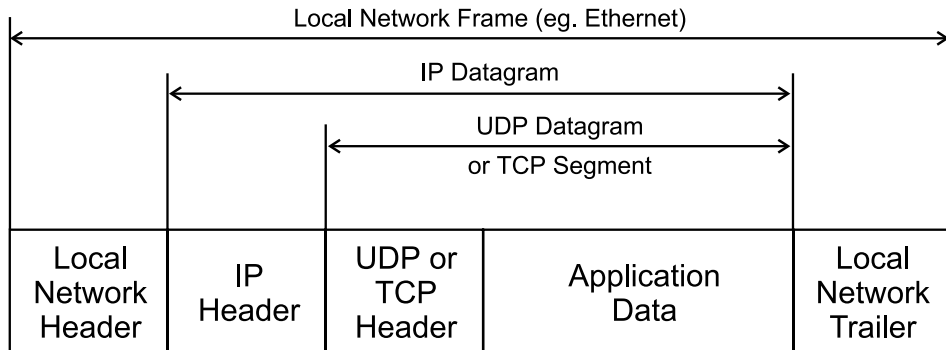 Local Network Frame (eg. Ethernet)
IP Datagram
UDP Datagram
or TCP Segment
Local
Network
Header
IP
Header
UDP or
TCP
Header
Application
Data
Local
Network
Trailer